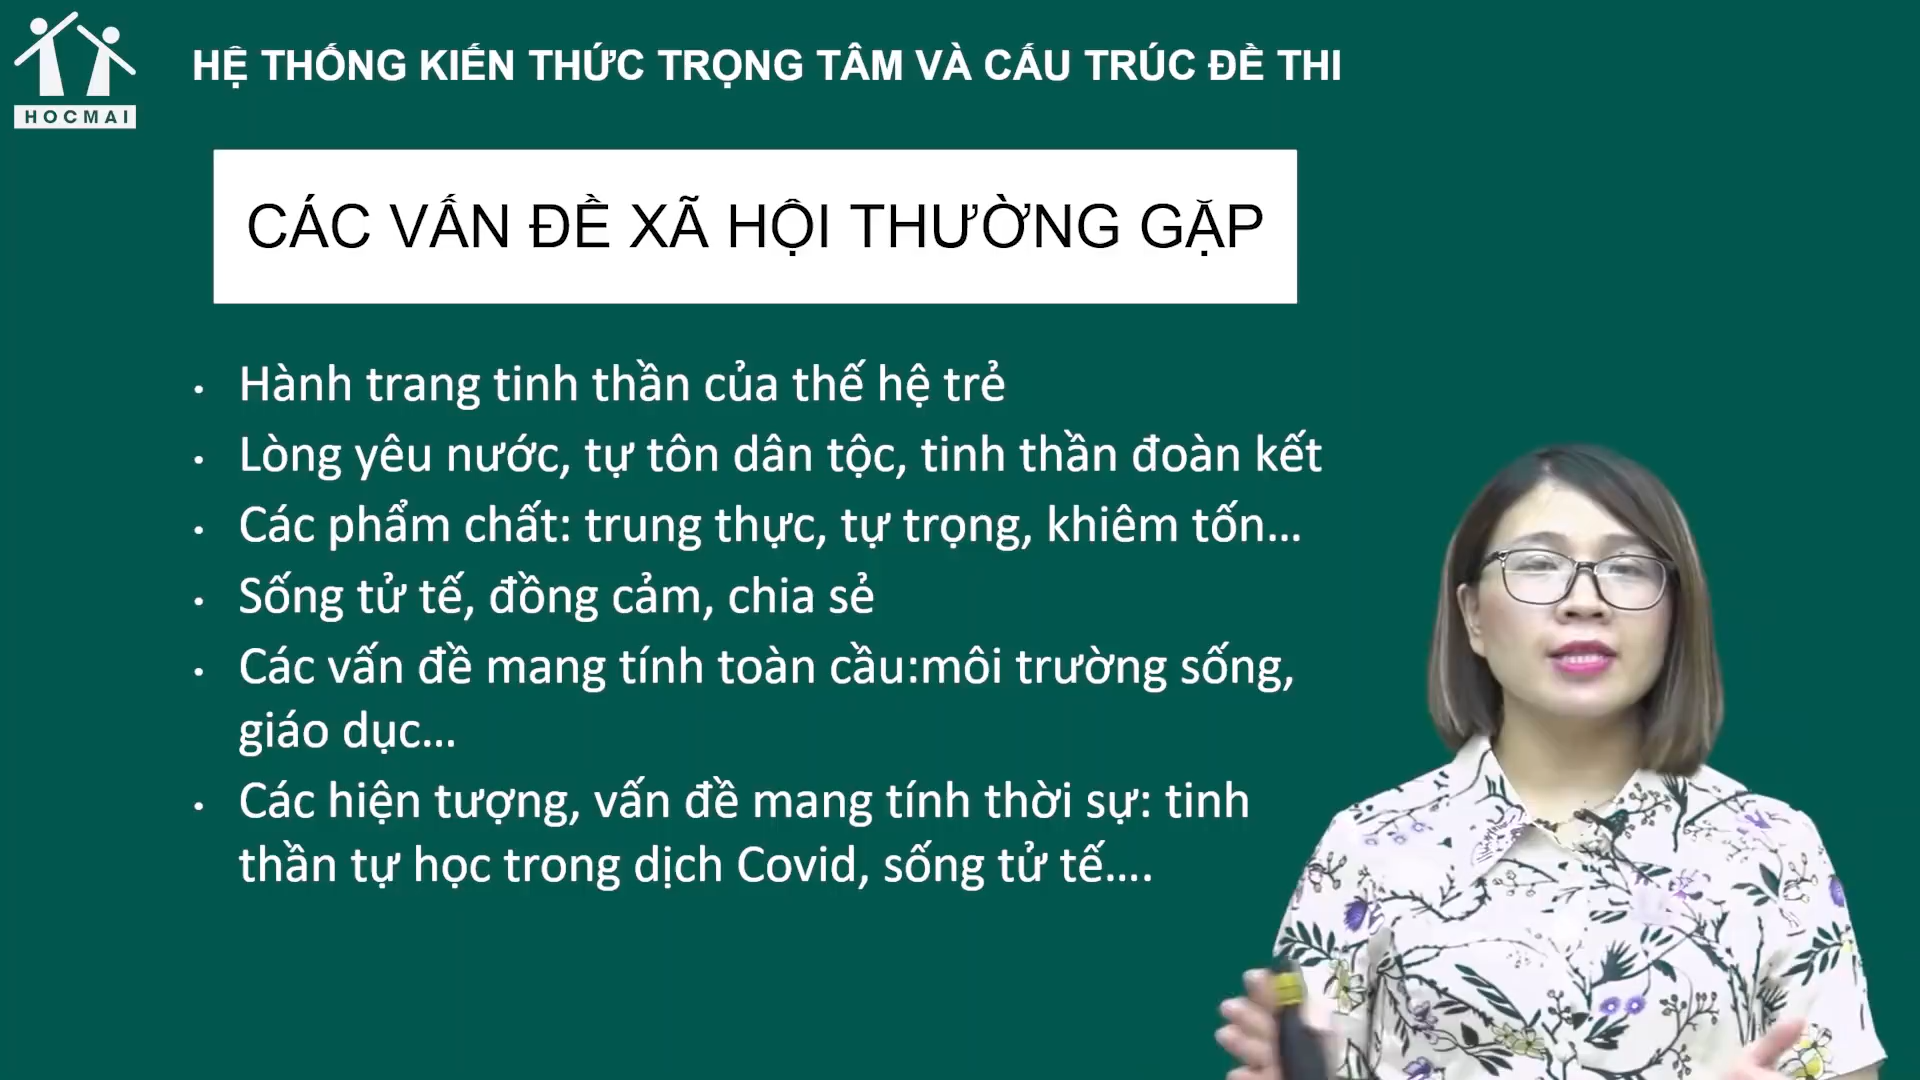 HOCMAI
HỆ THỐNG KIẾN THỨC TRỌNG TÂM VÀ CẤU TRÚC ĐỀ THI
CÁC VẤN ĐỀ XÃ HỘI THƯỜNG GẶP
• Hành trang tinh thần của thế hệ trẻ
• Lòng yêu nước, tự tôn dân tộc, tinh thần đoàn kết
• Các phẩm chất: trung thực, tự trọng, khiêm tốn...
• Sống tử tế, đồng cảm, chia sẻ
• Các vấn đề mang tính toàn cầu:môi trường sống,
giáo dục...
• Các hiện tượng, vấn đề mang tính thời sự: tinh
thần tự học trong dịch Covid, sống tử tế....